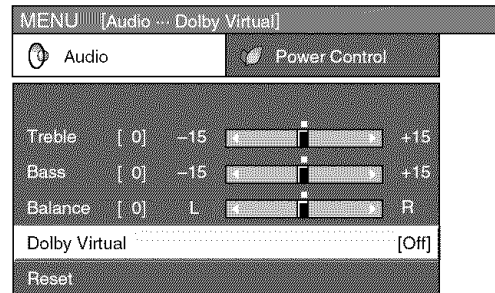 MENU [Audio ... Dolby Virtual]
Audio Power Control
Treble [ 0] –15 +15
Bass [ 0] –15 +15
Balance [ 0] L R
Dolby Virtual [Off]
Reset